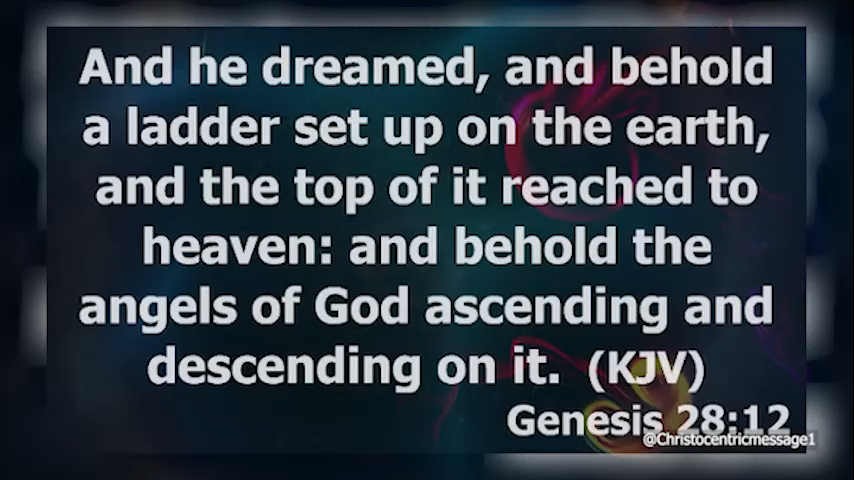 And he dreamed, and behold
a ladder set up on the earth,
and the top of it reached to
heaven: and behold the
angels of God ascending and
descending on it. (KJV)
Genesis 28:12
@Christocentricmessage1